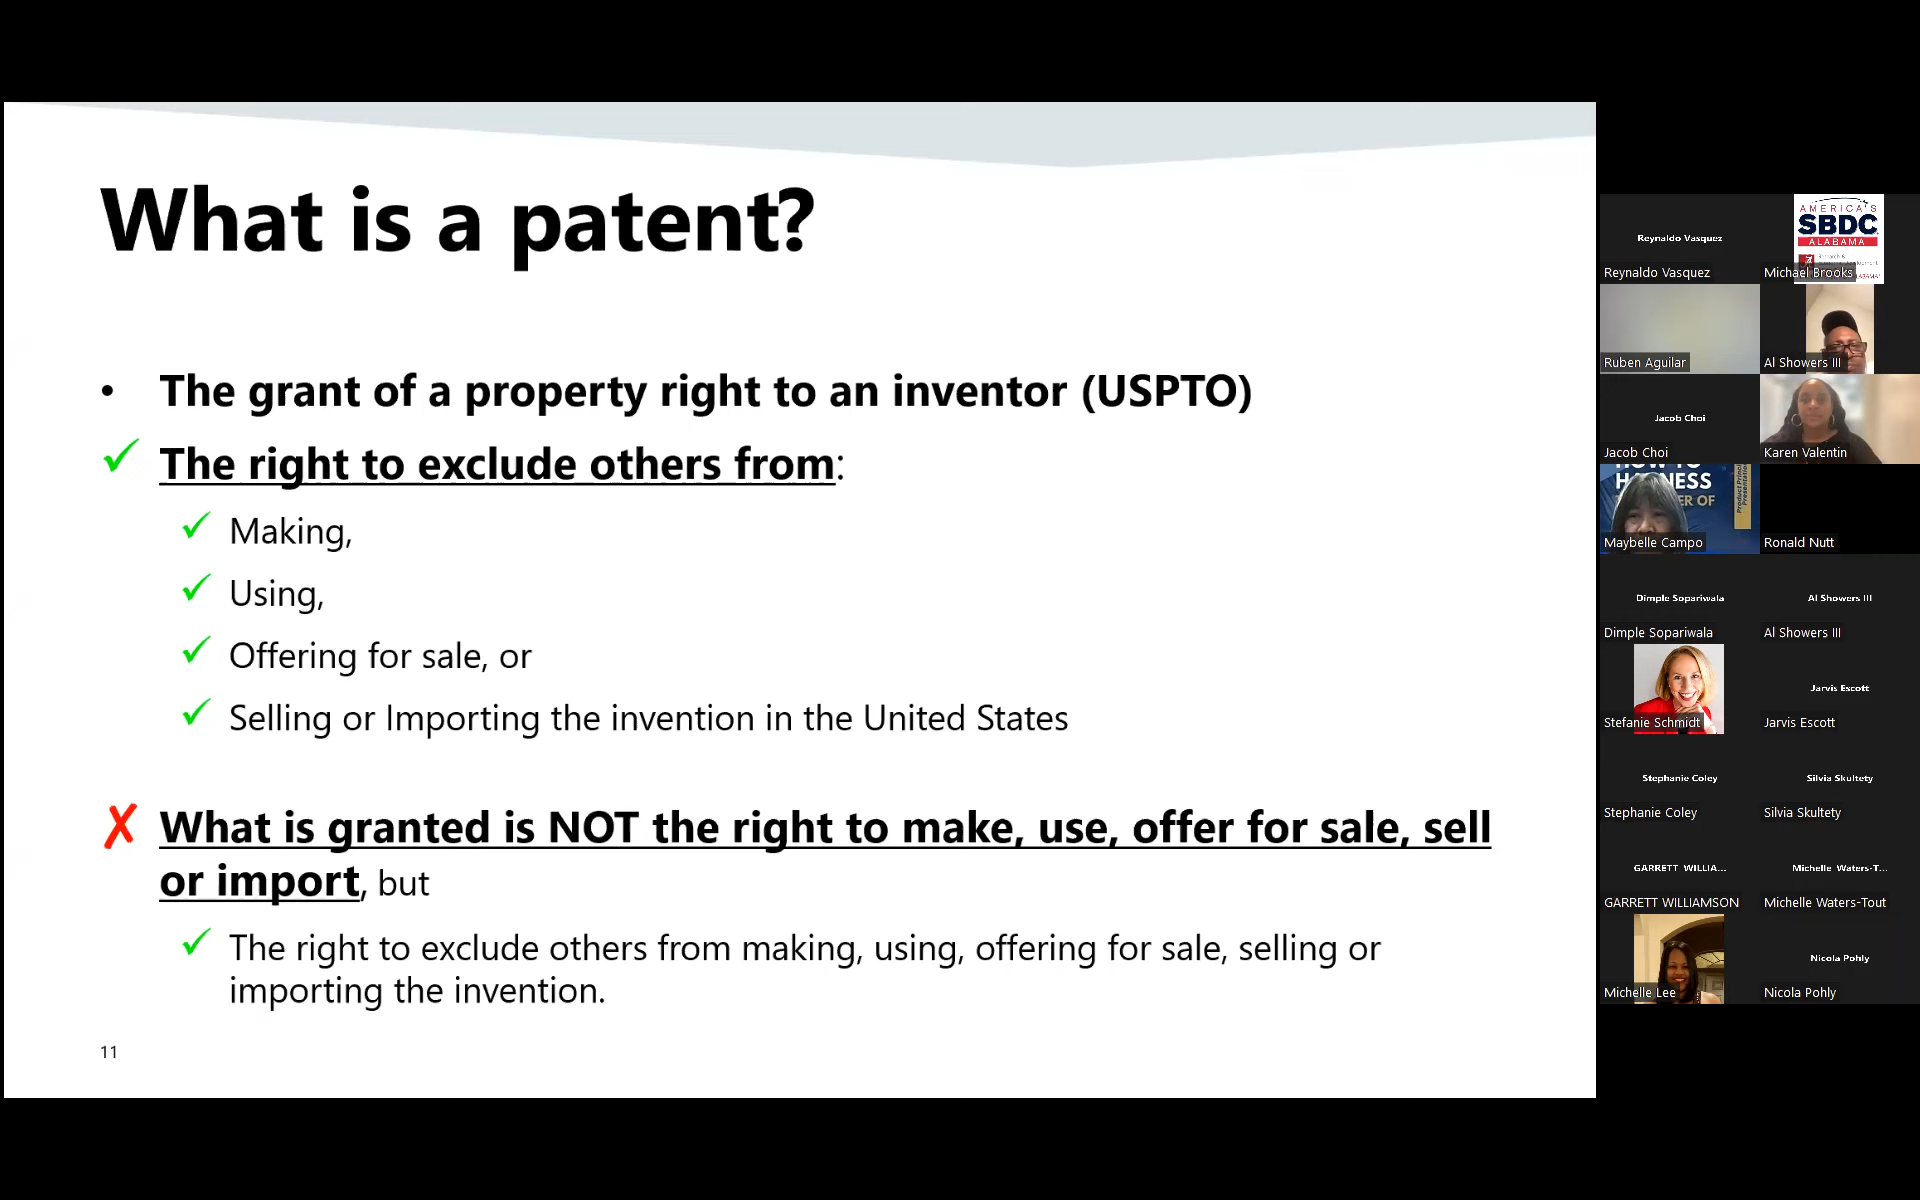 What is a patent?
• The grant of a property right to an inventor (USPTO)
✓ The right to exclude others from:
✓ Making,
✓ Using,
✓ Offering for sale, or
✓ Selling or Importing the invention in the United States
✗ What is granted is NOT the right to make, use, offer for sale, sell
or import, but
✓ The right to exclude others from making, using, offering for sale, selling or
importing the invention.
11
Reynaldo Vasquez
Reynaldo Vasquez
AMERICA'S
SBDC
ALABAMA
Michael Brooks
Ruben Aguilar
Al Showers III
Jacob Choi
Jacob Choi
Karen Valentin
HOW TO
OF
Maybelle Campo
Ronald Nutt
Dimple Sopariwala
Dimple Sopariwala
Al Showers III
Al Showers III
Stefanie Schmidt
Jarvis Escott
Jarvis Escott
Stephanie Coley
Stephanie Coley
Silvia Skultety
Silvia Skultety
GARRETT WILLIA...
GARRETT WILLIAMSON
Michelle Waters-T...
Michelle Waters-Tout
Michelle Lee
Nicola Pohly
Nicola Pohly